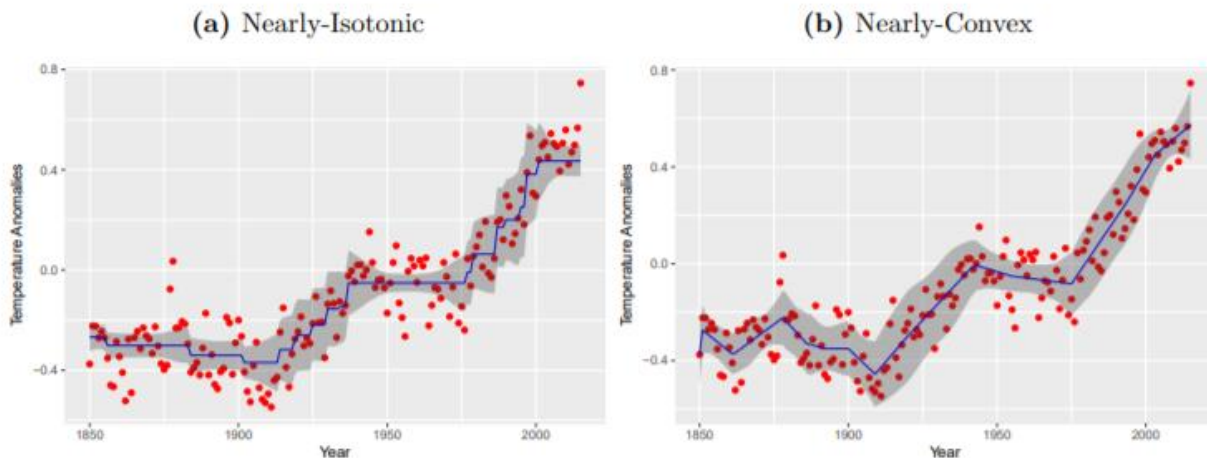 (a) Nearly-Isotonic
(b) Nearly-Convex
0.8
0.4
0.0
−0.4
Temperature Anomalies
1850
1900
1950
2000
Year
0.8
0.4
0.0
−0.4
Temperature Anomalies
1850
1900
1950
2000
Year